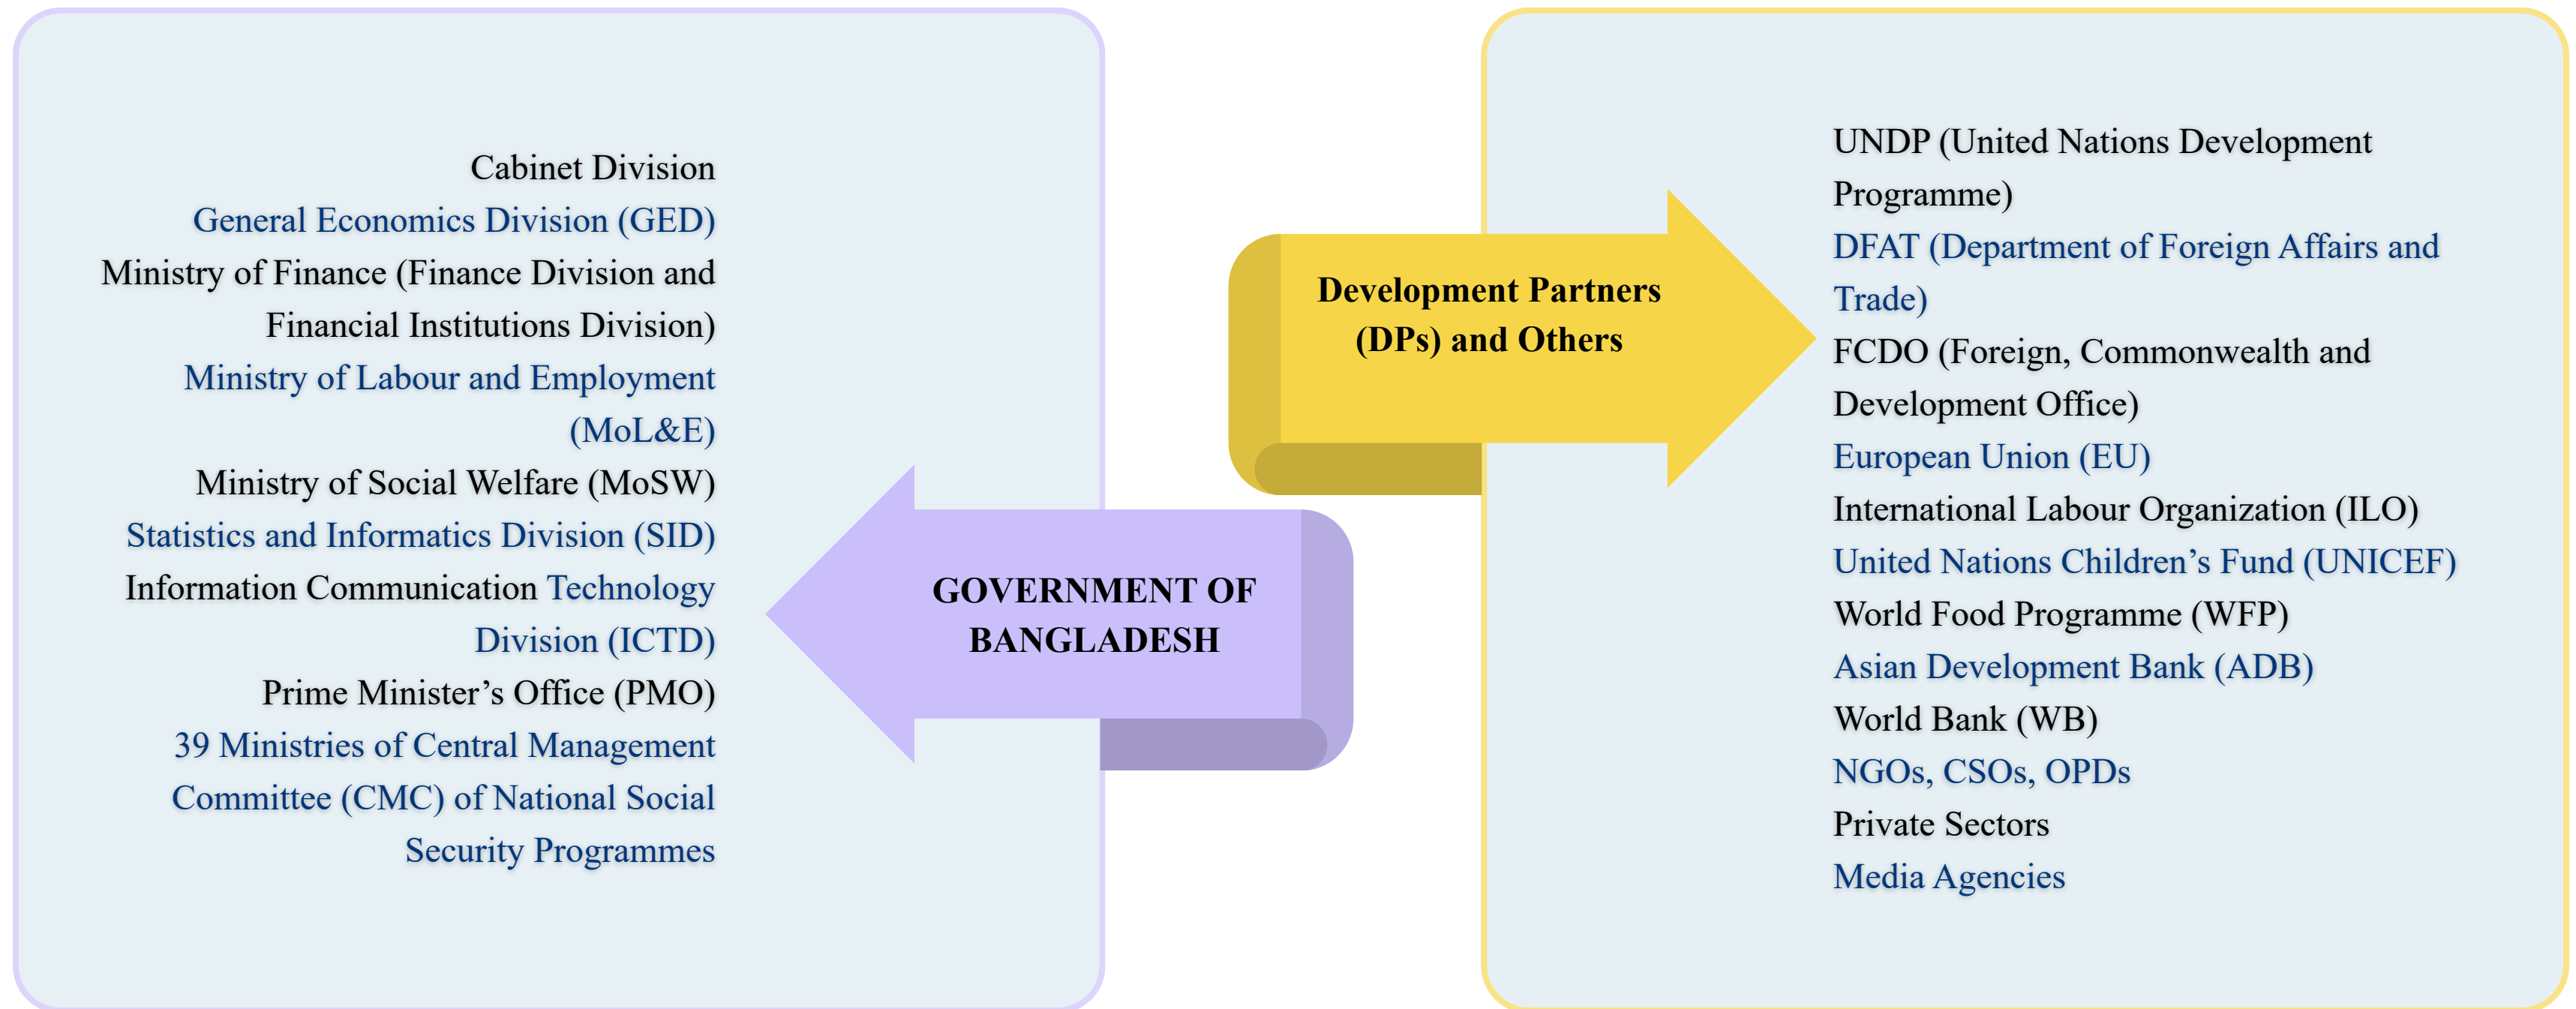 Cabinet Division
General Economics Division (GED)
Ministry of Finance (Finance Division and
Financial Institutions Division)
Ministry of Labour and Employment
(MoL&E)
Ministry of Social Welfare (MoSW)
Statistics and Informatics Division (SID)
Information Communication Technology
Division (ICTD)
Prime Minister’s Office (PMO)
39 Ministries of Central Management
Committee (CMC) of National Social
Security Programmes
GOVERNMENT OF
BANGLADESH
Development Partners
(DPs) and Others
UNDP (United Nations Development
Programme)
DFAT (Department of Foreign Affairs and
Trade)
FCDO (Foreign, Commonwealth and
Development Office)
European Union (EU)
International Labour Organization (ILO)
United Nations Children’s Fund (UNICEF)
World Food Programme (WFP)
Asian Development Bank (ADB)
World Bank (WB)
NGOs, CSOs, OPDs
Private Sectors
Media Agencies